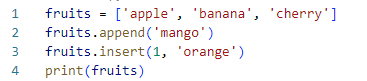 1 fruits = ['apple', 'banana', 'cherry']
2 fruits.append('mango')
3 fruits.insert(1, 'orange')
4 print(fruits)